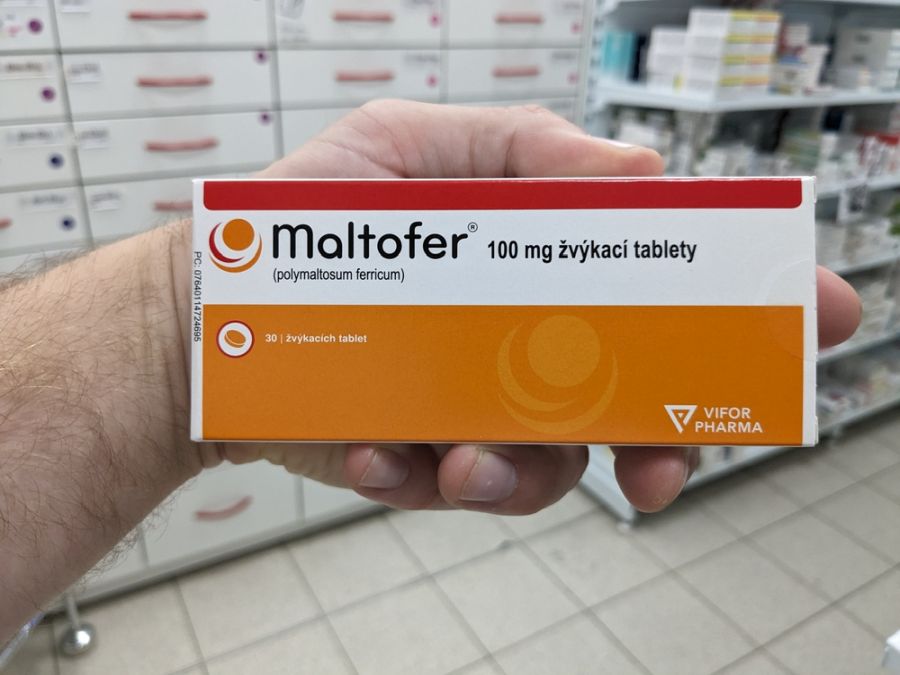 Maltofer® 100 mg žvýkací tablety
(polymaltosum ferricum)
PC: 07640114724695
30 | žvýkacích tablet
VIFOR
PHARMA